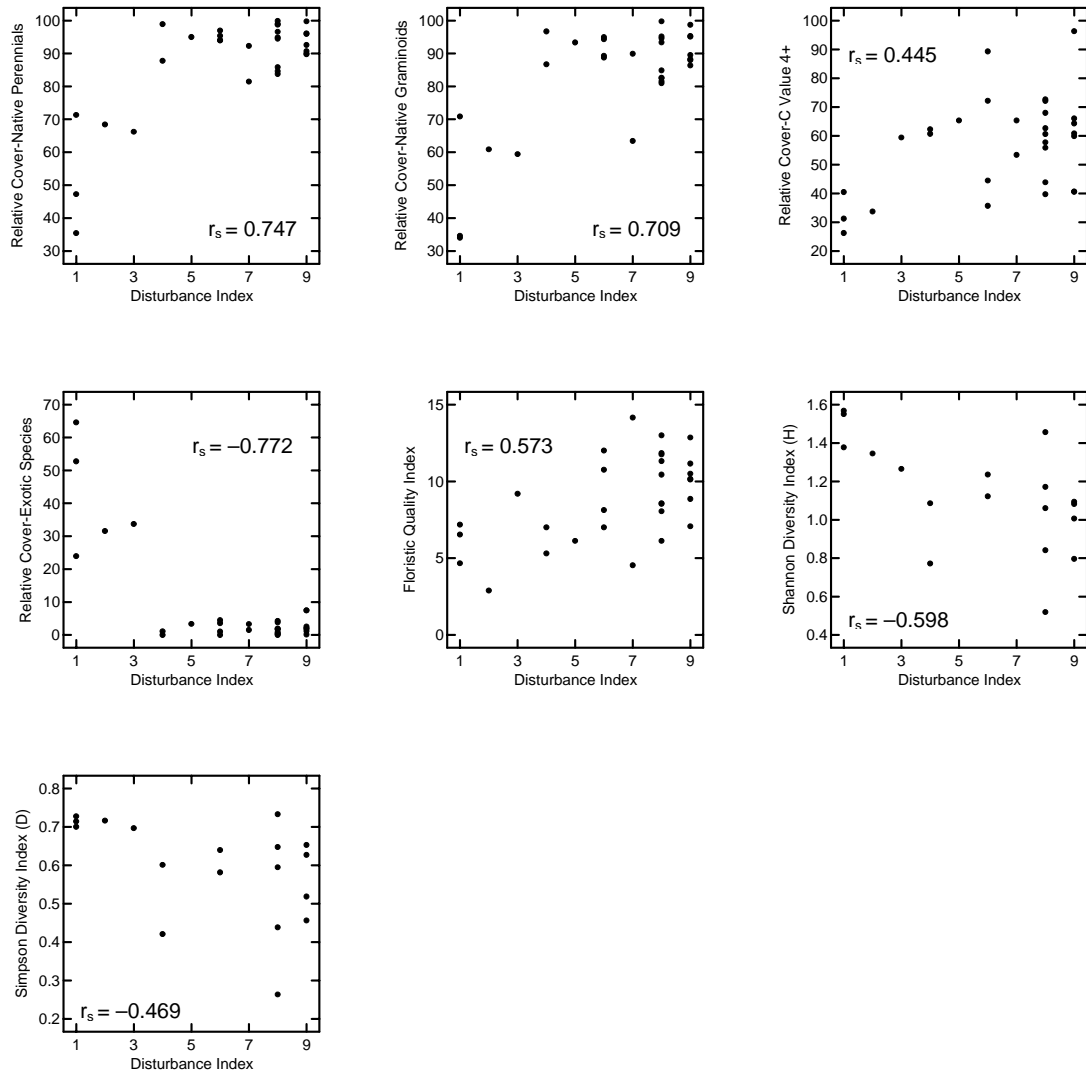 Relative Cover-Native Perennials
100
90
80
70
60
50
40
30
rₛ = 0.747
1 3 5 7 9
Disturbance Index
Relative Cover-Native Graminoids
100
90
80
70
60
50
40
30
rₛ = 0.709
1 3 5 7 9
Disturbance Index
Relative Cover-C Value 4+
100
90
80
70
60
50
40
30
20
rₛ = 0.445
1 3 5 7 9
Disturbance Index
Relative Cover-Exotic Species
70
60
50
40
30
20
10
0
rₛ = −0.772
1 3 5 7 9
Disturbance Index
Floristic Quality Index
15
10
5
0
rₛ = 0.573
1 3 5 7 9
Disturbance Index
Shannon Diversity Index (H)
1.6
1.4
1.2
1.0
0.8
0.6
0.4
rₛ = −0.598
1 3 5 7 9
Disturbance Index
Simpson Diversity Index (D)
0.8
0.7
0.6
0.5
0.4
0.3
0.2
rₛ = −0.469
1 3 5 7 9
Disturbance Index